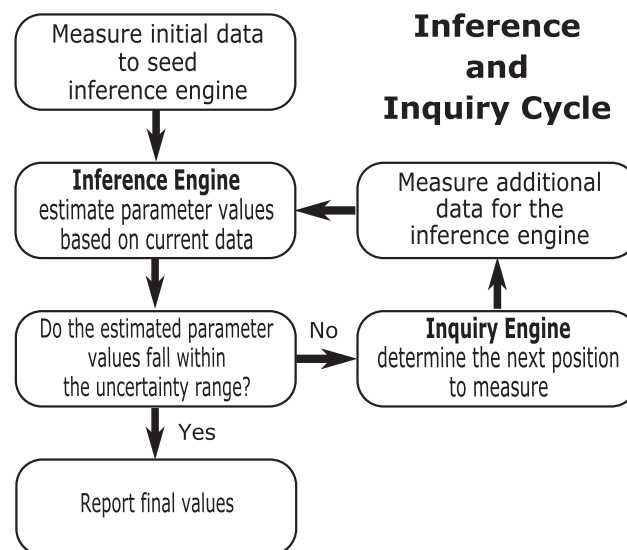 Inference
and
Inquiry Cycle
Measure initial data
to seed
inference engine
Inference Engine
estimate parameter values
based on current data
Measure additional
data for the
inference engine
Do the estimated parameter
values fall within
the uncertainty range?
No
Inquiry Engine
determine the next position
to measure
Yes
Report final values